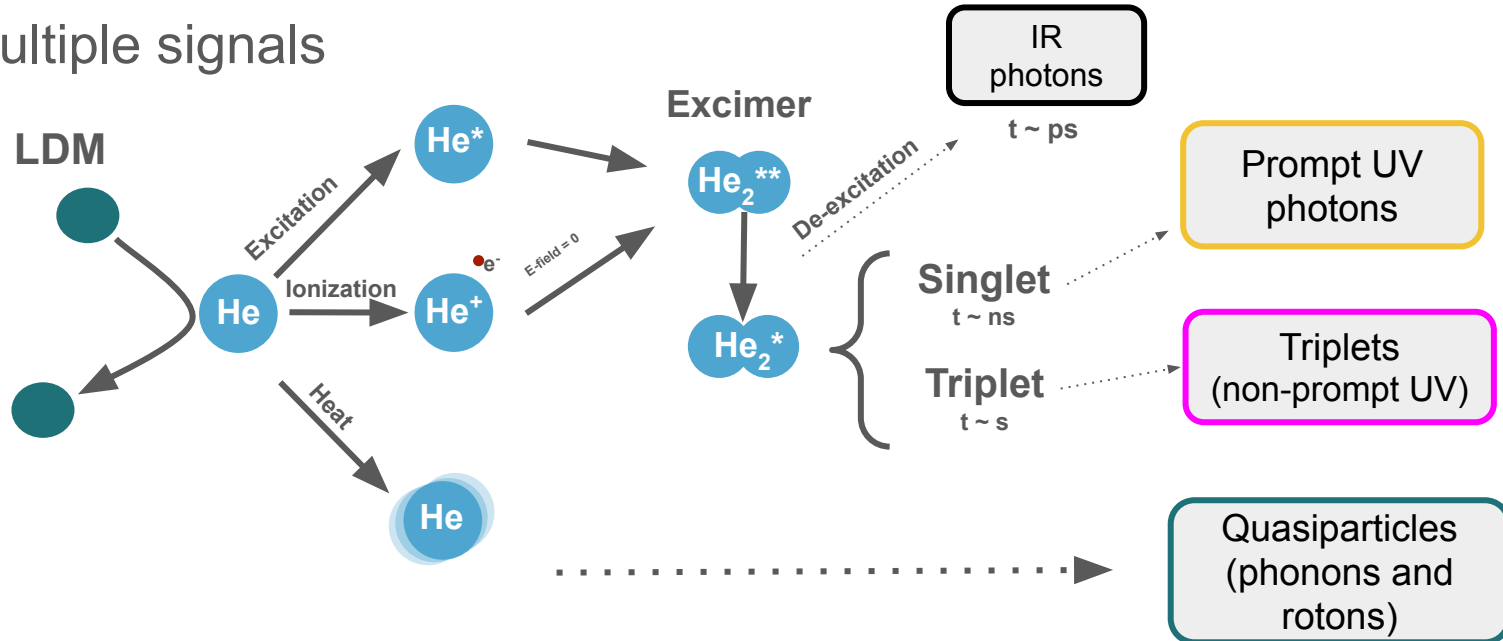 ultiple signals
LDM
He
Excitation
Ionization
Heat
He*
e-
He+
E-field = 0
He
Excimer
He2**
He2*
De-excitation
IR
photons
t ~ ps
Singlet
t ~ ns
Triplet
t ~ s
Prompt UV
photons
Triplets
(non-prompt UV)
Quasiparticles
(phonons and
rotons)